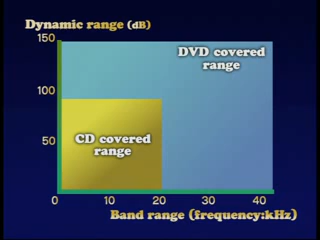 Dynamic range (dB)
150
DVD covered
range
100
CD covered
range
50
0 10 20 30 40
Band range (frequency:kHz)